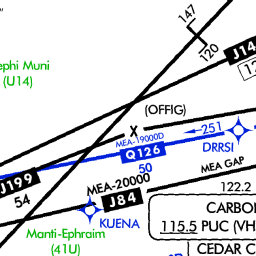 147
120
J14
ephi Muni
(U14)
(OFFIG)
X
251
MEA-19000D
Q126
DRRSI
50
MEA GAP
J199
54
MEA-20000
J84
122.2
KUENA
CARBO
115.5 PUC (VH
Manti-Ephraim
(41U)
CEDAR C